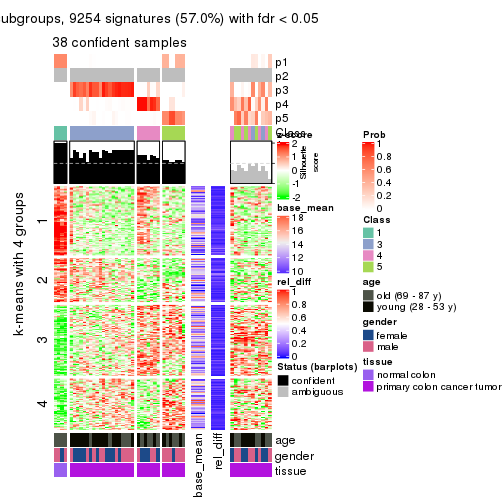 subgroups, 9254 signatures (57.0%) with fdr < 0.05
38 confident samples
p1
p2
p3
p4
p5
Class
Silhouette
score
k-means with 4 groups
1
2
3
4
z-score
2
1
0
-1
-2
base_mean
18
16
14
12
10
rel_diff
1
0.8
0.6
0.4
0.2
0
Status (barplots)
confident
ambiguous
Prob
1
0.8
0.6
0.4
0.2
0
Class
1
3
4
5
age
old (69 - 87 y)
young (28 - 53 y)
gender
female
male
tissue
normal colon
primary colon cancer tumor
base_mean
rel_diff
age
gender
tissue